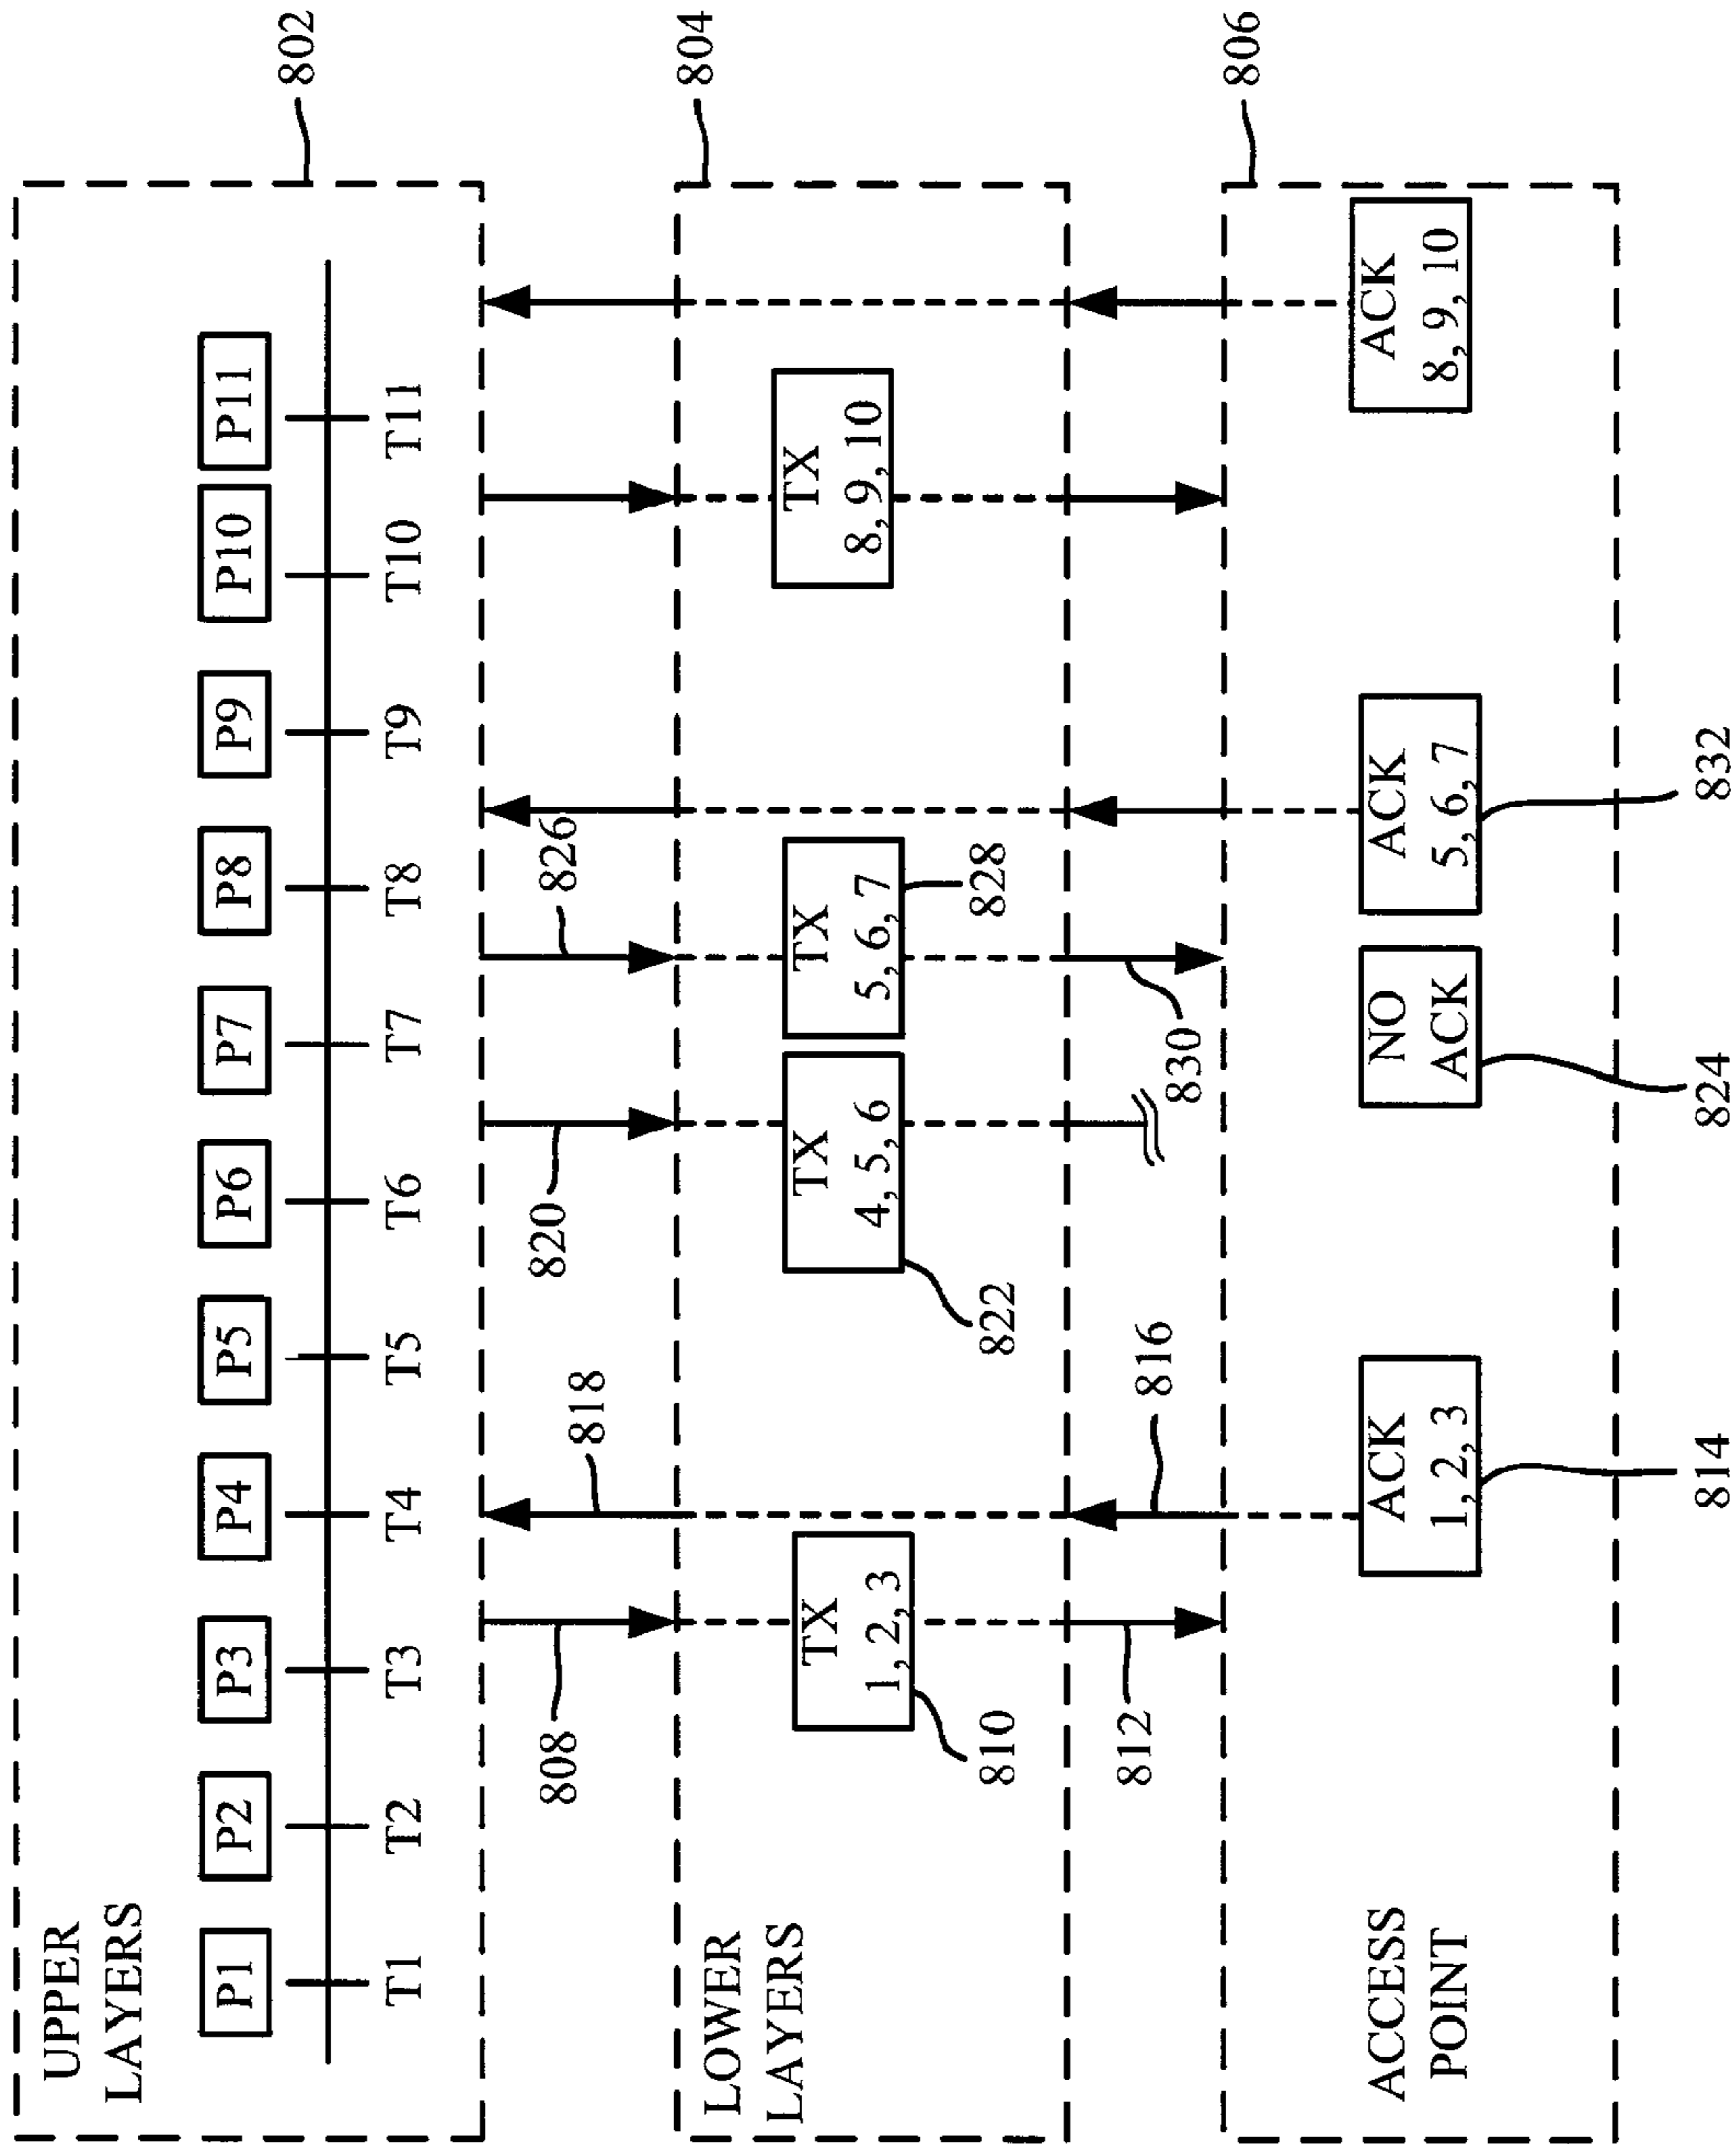 UPPER
LAYERS
802
P1 P2 P3 P4 P5 P6 P7 P8 P9 P10 P11
T1 T2 T3 T4 T5 T6 T7 T8 T9 T10 T11
808
818
820
826
LOWER
LAYERS
804
TX
1, 2, 3
TX
4, 5, 6
TX
5, 6, 7
TX
8, 9, 10
810
822
828
812
816
830
ACCESS
POINT
806
ACK
1, 2, 3
NO
ACK
ACK
5, 6, 7
ACK
8, 9, 10
814
824
832